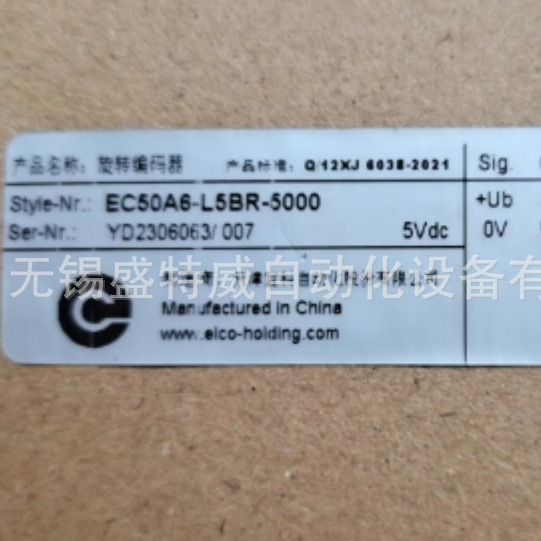 产品名称: 旋转编码器 产品标准: Q/12XJ 6038-2021 Sig.
Style-Nr.: EC50A6-L5BR-5000 +Ub
Ser-Nr.: YD2306063/ 007 5Vdc 0V
无锡盛特威自动化设备有
Manufactured in China
www.elco-holding.com